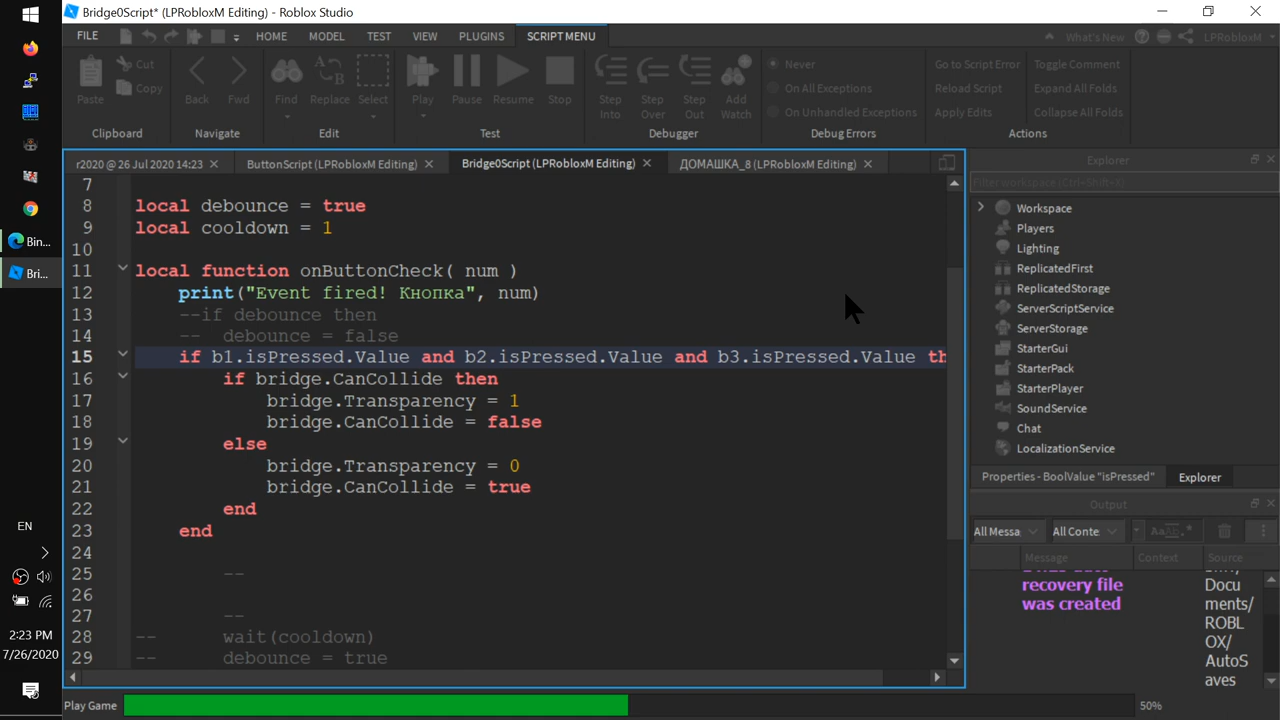 Bridge0Script* (LPRobloxM Editing) - Roblox Studio
FILE HOME MODEL TEST VIEW PLUGINS SCRIPT MENU What's New LPRobloxM
Paste Cut Copy Back Fwd Find Replace Select Play Pause Resume Stop Step Into Step Over Step Out Add Watch Never On All Exceptions On Unhandled Exceptions Go to Script Error Reload Script Apply Edits Toggle Comment Expand All Folds Collapse All Folds
Clipboard Navigate Edit Test Debugger Debug Errors Actions
r2020 @ 26 Jul 2020 14:23 ButtonScript (LPRobloxM Editing) Bridge0Script (LPRobloxM Editing) ДОМАШКА_8 (LPRobloxM Editing)
7
8 local debounce = true
9 local cooldown = 1
10
11 local function onButtonCheck( num )
12 print("Event fired! Кнопка", num)
13 --if debounce then
14 -- debounce = false
15 if b1.isPressed.Value and b2.isPressed.Value and b3.isPressed.Value th
16 if bridge.CanCollide then
17 bridge.Transparency = 1
18 bridge.CanCollide = false
19 else
20 bridge.Transparency = 0
21 bridge.CanCollide = true
22 end
23 end
24
25 --
26
27 --
28 -- wait(cooldown)
29 -- debounce = true
Explorer
Filter workspace (Ctrl+Shift+X)
Workspace
Players
Lighting
ReplicatedFirst
ReplicatedStorage
ServerScriptService
ServerStorage
StarterGui
StarterPack
StarterPlayer
SoundService
Chat
LocalizationService
Properties - BoolValue "isPressed" Explorer
Output
All Messa All Conte
Message Context Source
recovery file
was created
Docu
ments/
ROBL
OX/
AutoS
aves
Bin...
Bri...
EN
2:23 PM
7/26/2020
Play Game 50%